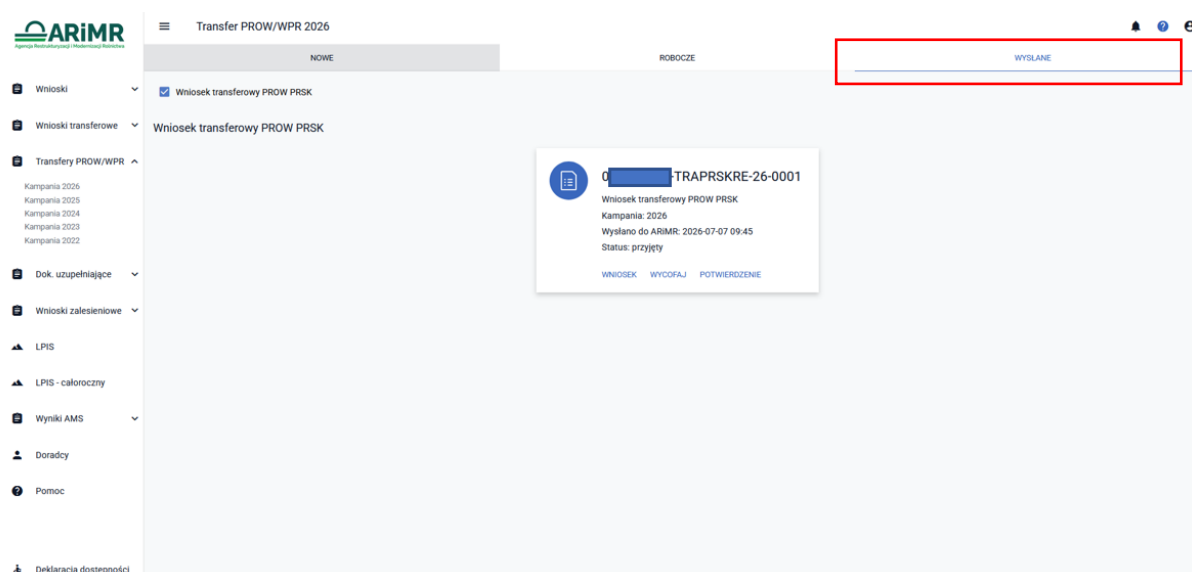 ARiMR
Agencja Restrukturyzacji i Modernizacji Rolnictwa
Transfer PROW/WPR 2026
NOWE
ROBOCZE
WYSŁANE
Wnioski
Wnioski transferowe
Transfery PROW/WPR
Kampania 2026
Kampania 2025
Kampania 2024
Kampania 2023
Kampania 2022
Dok. uzupełniające
Wnioski zalesieniowe
LPIS
LPIS - całoroczny
Wyniki AMS
Doradcy
Pomoc
Deklaracja dostępności
Wniosek transferowy PROW PRSK
Wniosek transferowy PROW PRSK
0 -TRAPRSKRE-26-0001
Wniosek transferowy PROW PRSK
Kampania: 2026
Wysłano do ARiMR: 2026-07-07 09:45
Status: przyjęty
WNIOSEK WYCOFAJ POTWIERDZENIE